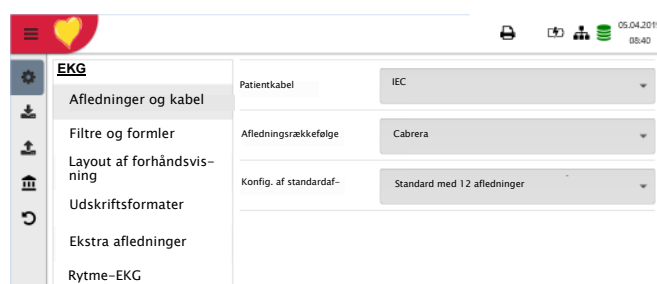 05.04.2019
08:40
EKG
Afledninger og kabel
Filtre og formler
Layout af forhåndsvis-
ning
Udskriftsformater
Ekstra afledninger
Rytme-EKG
Patientkabel
IEC
Afledningsrækkefølge
Cabrera
Konfig. af standardaf-
Standard med 12 afledninger